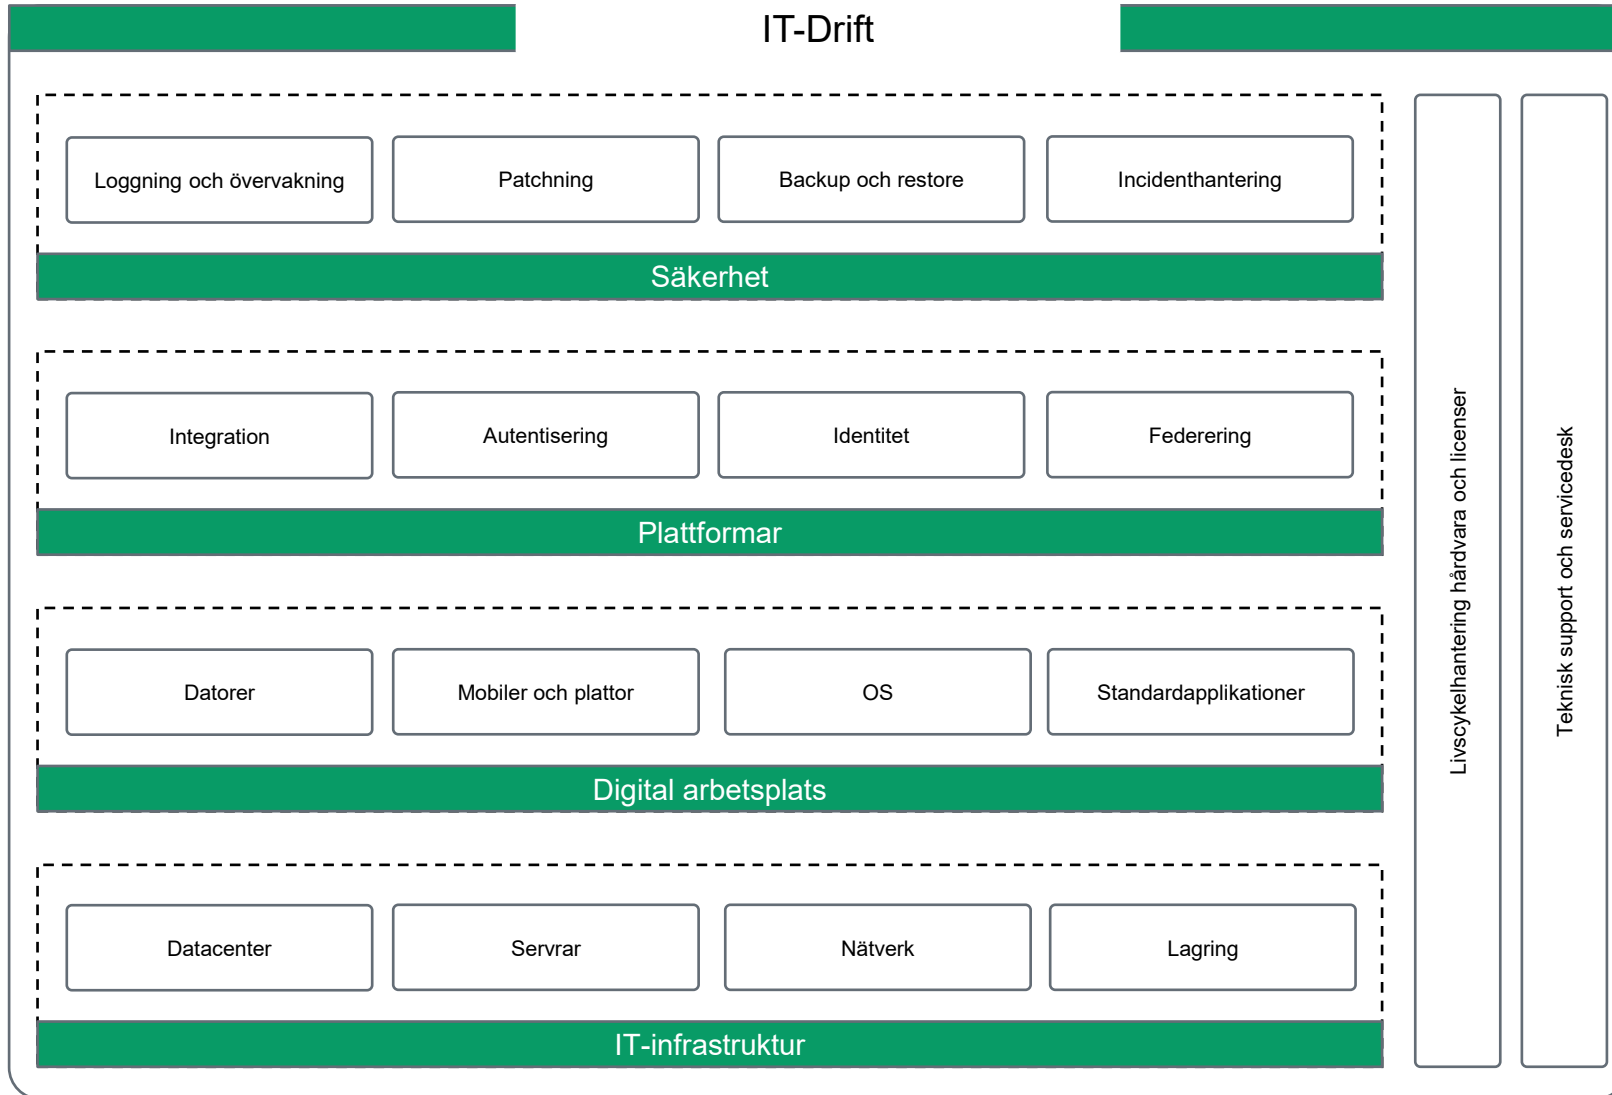 IT-Drift
Loggning och övervakning
Patchning
Backup och restore
Incidenthantering
Säkerhet
Integration
Autentisering
Identitet
Federering
Plattformar
Datorer
Mobiler och plattor
OS
Standardapplikationer
Digital arbetsplats
Datacenter
Servrar
Nätverk
Lagring
IT-infrastruktur
Livscykelhantering hårdvara och licenser
Teknisk support och servicedesk